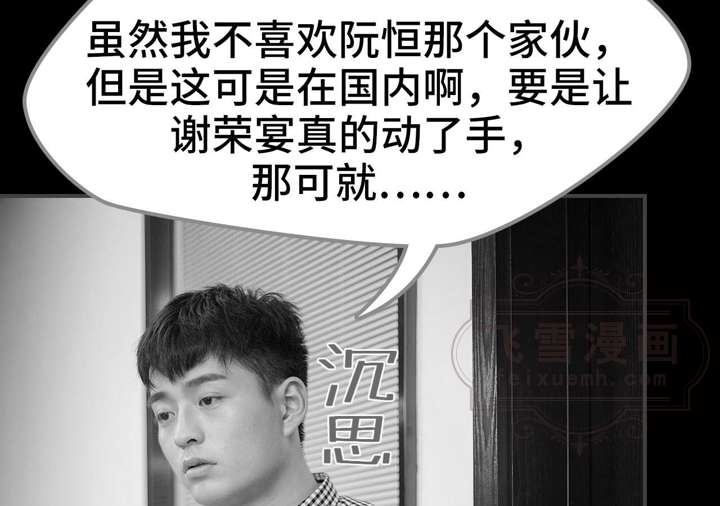 虽然我不喜欢阮恒那个家伙，
但是这可是在国内啊，要是让
谢荣宴真的动了手，
那可就……
沉思
飞雪漫画
feixuemh.com